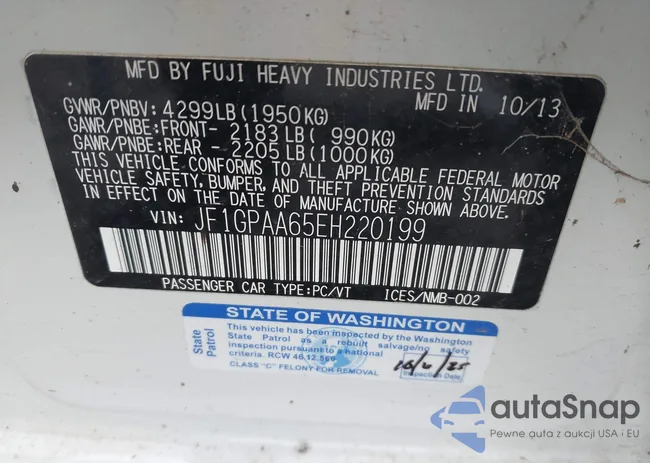 MFD BY FUJI HEAVY INDUSTRIES LTD.
GVWR/PNBV: 4299LB(1950KG) MFD IN 10/13
GAWR/PNBE:FRONT- 2183LB( 990KG)
GAWR/PNBE:REAR - 2205LB(1000KG)
THIS VEHICLE CONFORMS TO ALL APPLICABLE FEDERAL MOTOR
VEHICLE SAFETY, BUMPER, AND THEFT PREVENTION STANDARDS
IN EFFECT ON THE DATE OF MANUFACTURE SHOWN ABOVE.
VIN: JF1GPAA65EH220199
PASSENGER CAR TYPE:PC/VT ICES/NMB-002
STATE OF WASHINGTON
State Patrol
This vehicle has been inspected by the Washington
State Patrol as a rebuilt salvage/no safety
inspection pursuant to a national
criteria. RCW 46.12.560
CLASS "C" FELONY FOR REMOVAL
Inspection Date
autaSnap
Pewne auta z aukcji USA i EU